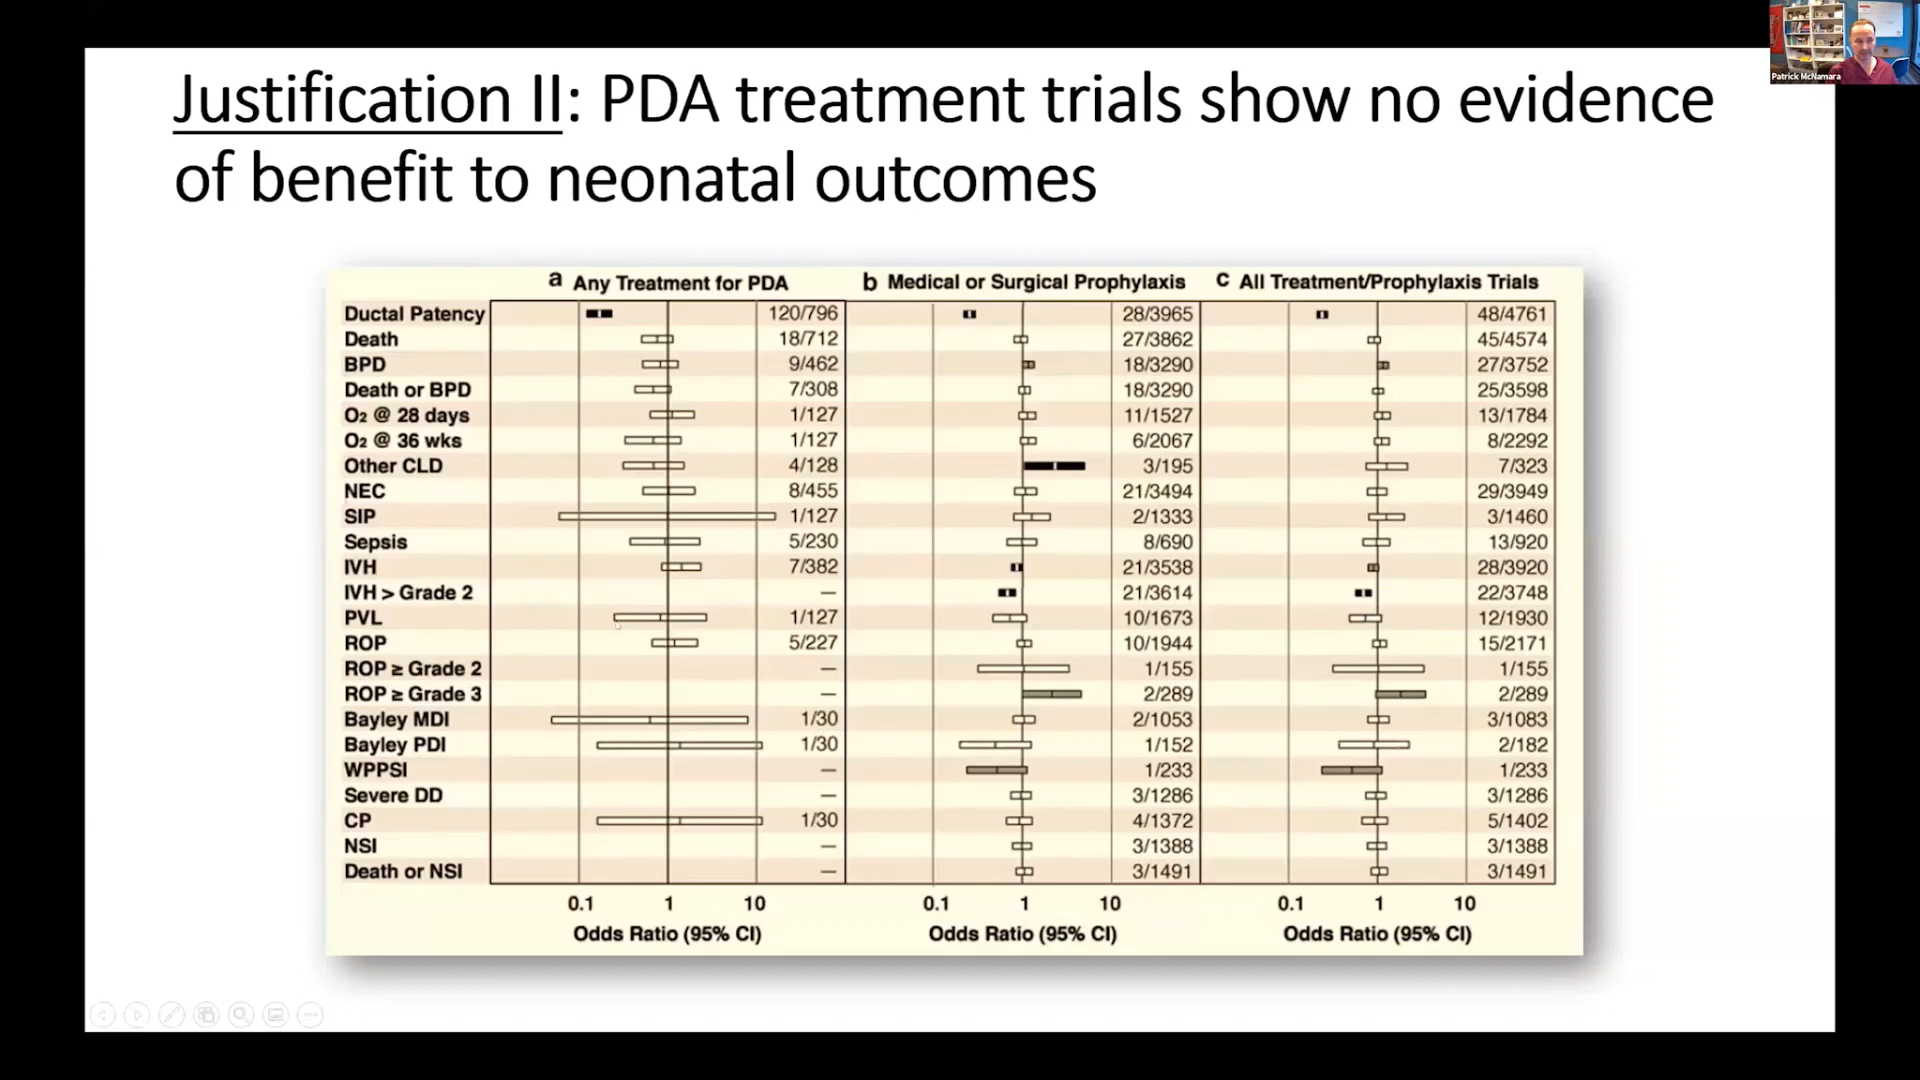 Patrick McNamara
Justification II: PDA treatment trials show no evidence
of benefit to neonatal outcomes
a Any Treatment for PDA b Medical or Surgical Prophylaxis c All Treatment/Prophylaxis Trials
Ductal Patency 120/796 28/3965 48/4761
Death 18/712 27/3862 45/4574
BPD 9/462 18/3290 27/3752
Death or BPD 7/308 18/3290 25/3598
O₂ @ 28 days 1/127 11/1527 13/1784
O₂ @ 36 wks 1/127 6/2067 8/2292
Other CLD 4/128 3/195 7/323
NEC 8/455 21/3494 29/3949
SIP 1/127 2/1333 3/1460
Sepsis 5/230 8/690 13/920
IVH 7/382 21/3538 28/3920
IVH > Grade 2 — 21/3614 22/3748
PVL 1/127 10/1673 12/1930
ROP 5/227 10/1944 15/2171
ROP ≥ Grade 2 — 1/155 1/155
ROP ≥ Grade 3 — 2/289 2/289
Bayley MDI 1/30 2/1053 3/1083
Bayley PDI 1/30 1/152 2/182
WPPSI — 1/233 1/233
Severe DD — 3/1286 3/1286
CP 1/30 4/1372 5/1402
NSI — 3/1388 3/1388
Death or NSI — 3/1491 3/1491
0.1 1 10 0.1 1 10 0.1 1 10
Odds Ratio (95% CI) Odds Ratio (95% CI) Odds Ratio (95% CI)